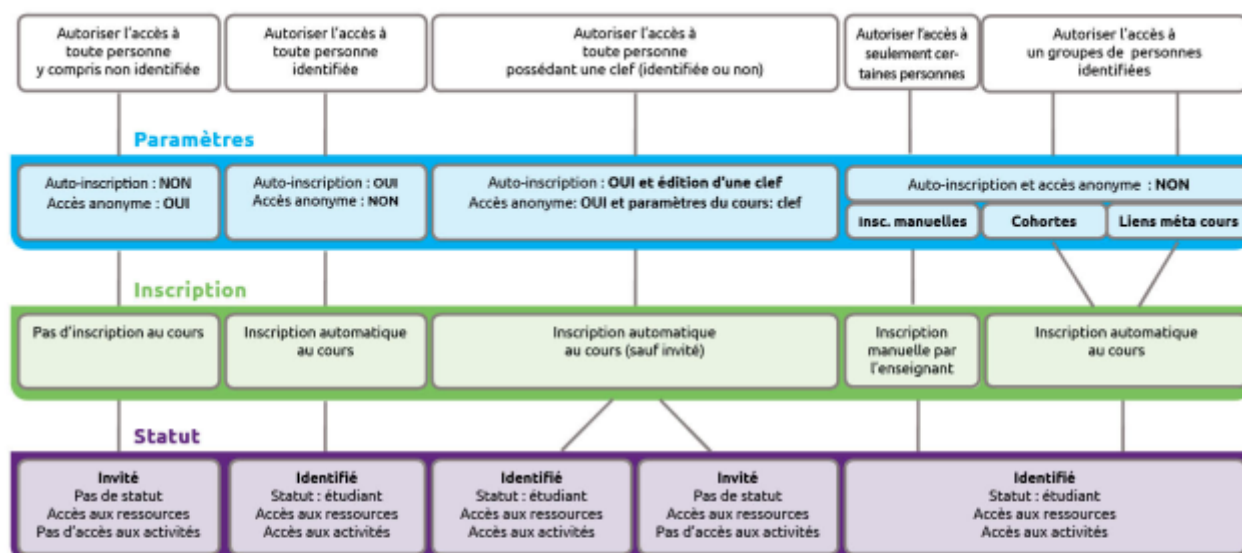 Autoriser l'accès à
toute personne
y compris non identifiée
Autoriser l'accès à
toute personne
identifiée
Autoriser l'accès à
toute personne
possédant une clef (identifiée ou non)
Autoriser l'accès à
seulement cer-
taines personnes
Autoriser l'accès à
un groupes de personnes
identifiées
Paramètres
Auto-inscription : NON
Accès anonyme : OUI
Auto-inscription : OUI
Accès anonyme : NON
Auto-inscription : OUI et édition d'une clef
Accès anonyme: OUI et paramètres du cours: clef
Auto-inscription et accès anonyme : NON
Insc. manuelles
Cohortes
Liens méta cours
Inscription
Pas d'inscription au cours
Inscription automatique
au cours
Inscription automatique
au cours (sauf invité)
Inscription
manuelle par
l'enseignant
Inscription automatique
au cours
Statut
Invité
Pas de statut
Accès aux ressources
Pas d'accès aux activités
Identifié
Statut : étudiant
Accès aux ressources
Accès aux activités
Identifié
Statut : étudiant
Accès aux ressources
Accès aux activités
Invité
Pas de statut
Accès aux ressources
Pas d'accès aux activités
Identifié
Statut : étudiant
Accès aux ressources
Accès aux activités